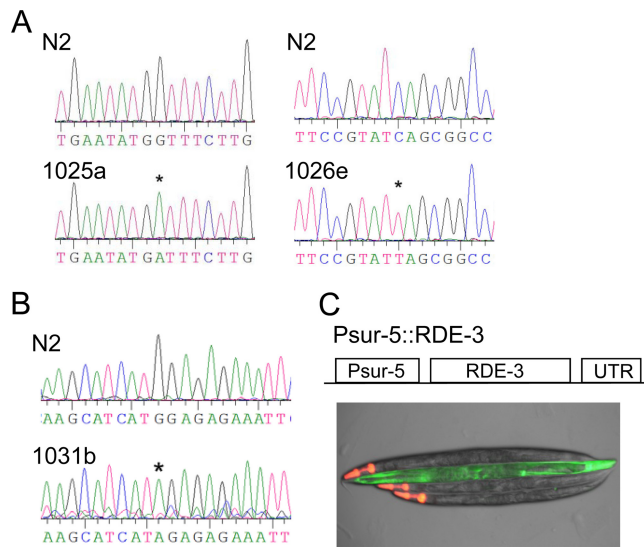 A
N2
N2
TGAATATGGTTTCTTG
TTCCGTATCAGCGGCC
1025a
*
1026e
*
TGAATATGATTTCTTG
TTCCGTATTAGCGGCC
B
N2
AAGCATCATGGAGAGAAATT
1031b
*
AAGCATCATAGAGAGAAATT
C
Psur-5::RDE-3
Psur-5 RDE-3 UTR